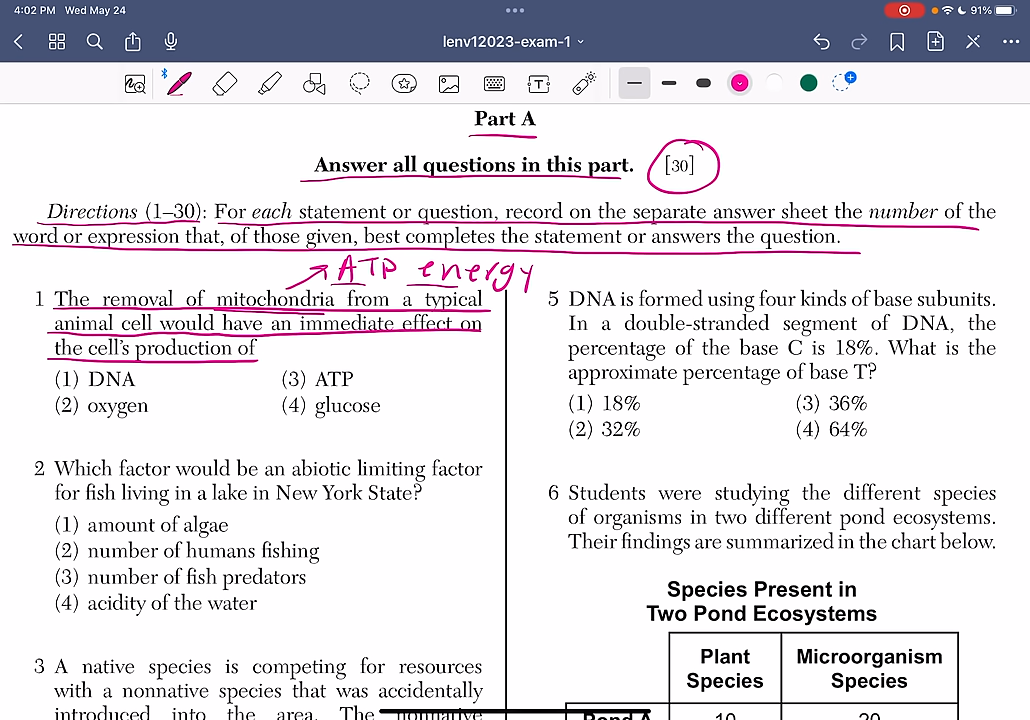 4:02 PM Wed May 24
91%
lenv12023-exam-1
Part A
Answer all questions in this part. [30]
Directions (1–30): For each statement or question, record on the separate answer sheet the number of the
word or expression that, of those given, best completes the statement or answers the question.
ATP energy
1 The removal of mitochondria from a typical
animal cell would have an immediate effect on
the cell's production of
(1) DNA (3) ATP
(2) oxygen (4) glucose
2 Which factor would be an abiotic limiting factor
for fish living in a lake in New York State?
(1) amount of algae
(2) number of humans fishing
(3) number of fish predators
(4) acidity of the water
3 A native species is competing for resources
with a nonnative species that was accidentally
introduced into the area. The nonnative
5 DNA is formed using four kinds of base subunits.
In a double-stranded segment of DNA, the
percentage of the base C is 18%. What is the
approximate percentage of base T?
(1) 18% (3) 36%
(2) 32% (4) 64%
6 Students were studying the different species
of organisms in two different pond ecosystems.
Their findings are summarized in the chart below.
Species Present in
Two Pond Ecosystems
Plant
Species
Microorganism
Species
Pond A 10 20